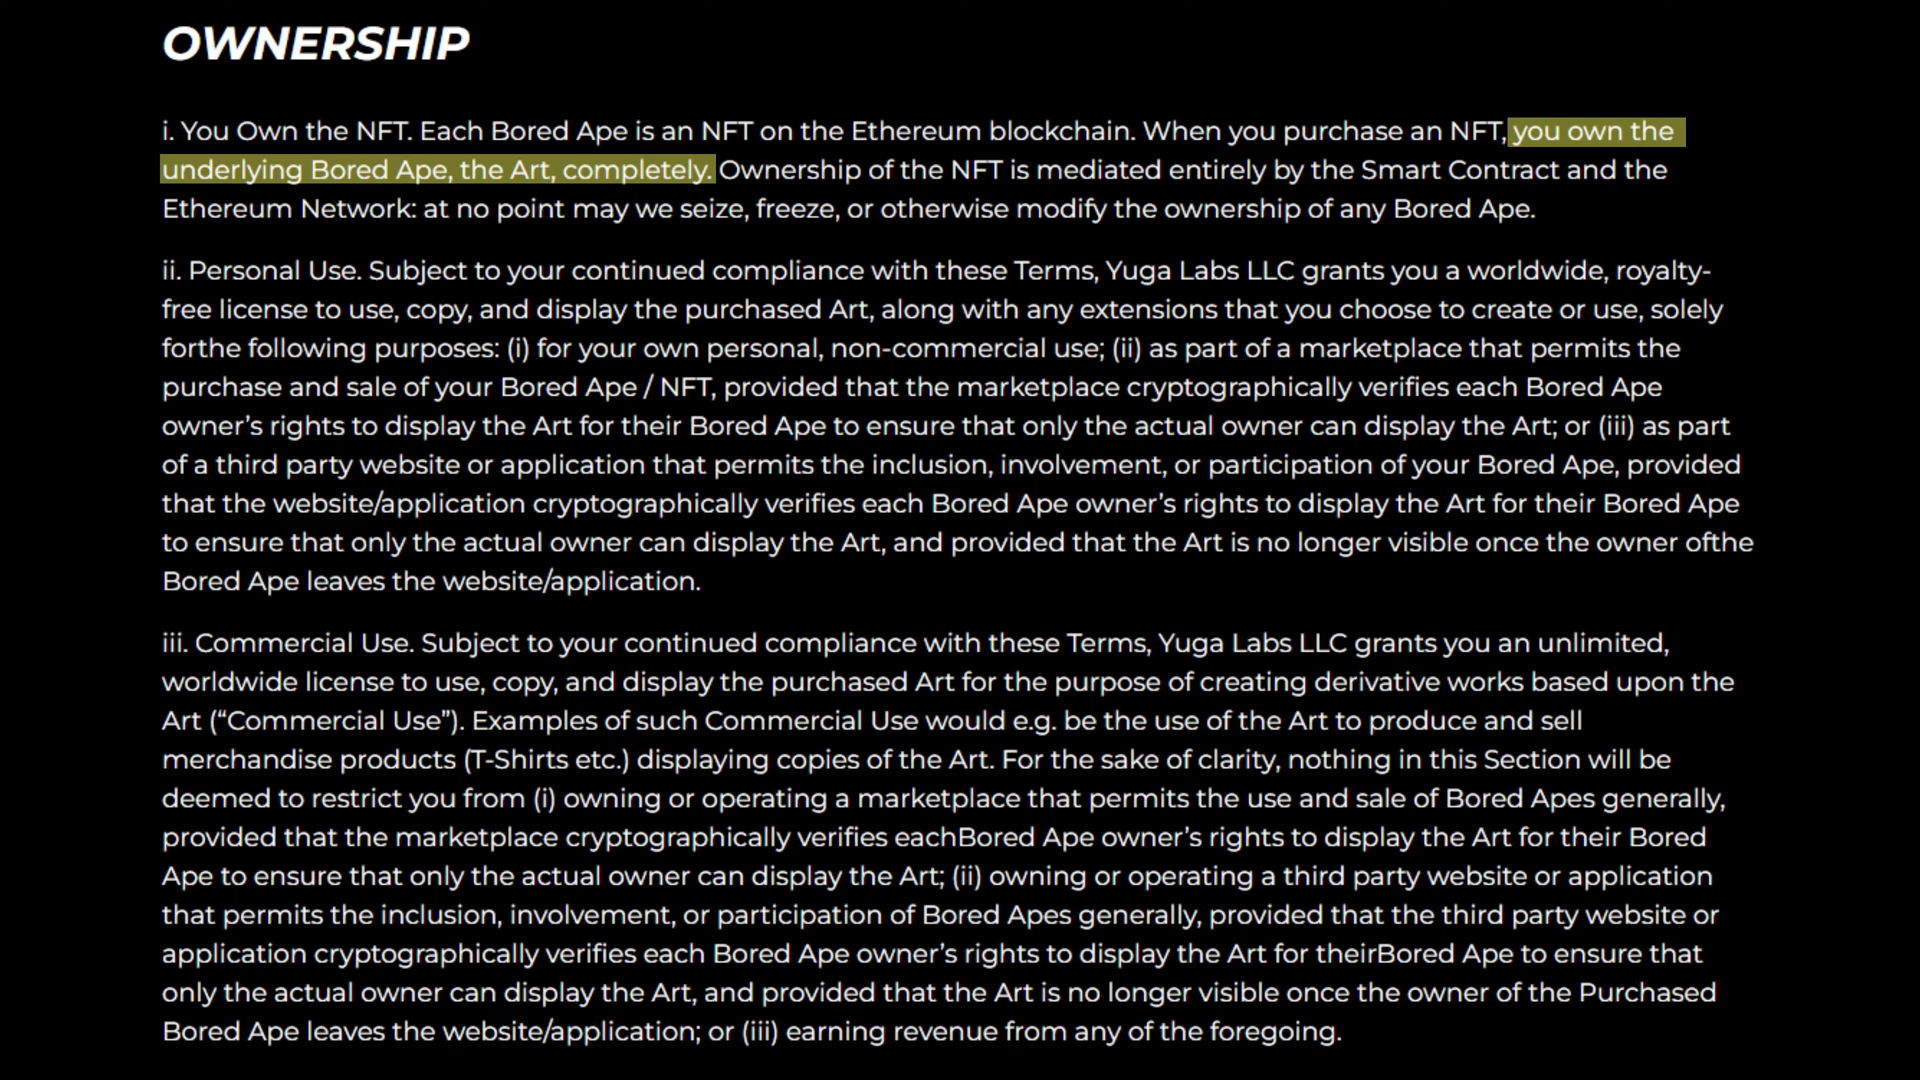 OWNERSHIP
i. You Own the NFT. Each Bored Ape is an NFT on the Ethereum blockchain. When you purchase an NFT, you own the
underlying Bored Ape, the Art, completely. Ownership of the NFT is mediated entirely by the Smart Contract and the
Ethereum Network: at no point may we seize, freeze, or otherwise modify the ownership of any Bored Ape.
ii. Personal Use. Subject to your continued compliance with these Terms, Yuga Labs LLC grants you a worldwide, royalty-
free license to use, copy, and display the purchased Art, along with any extensions that you choose to create or use, solely
forthe following purposes: (i) for your own personal, non-commercial use; (ii) as part of a marketplace that permits the
purchase and sale of your Bored Ape / NFT, provided that the marketplace cryptographically verifies each Bored Ape
owner’s rights to display the Art for their Bored Ape to ensure that only the actual owner can display the Art; or (iii) as part
of a third party website or application that permits the inclusion, involvement, or participation of your Bored Ape, provided
that the website/application cryptographically verifies each Bored Ape owner’s rights to display the Art for their Bored Ape
to ensure that only the actual owner can display the Art, and provided that the Art is no longer visible once the owner ofthe
Bored Ape leaves the website/application.
iii. Commercial Use. Subject to your continued compliance with these Terms, Yuga Labs LLC grants you an unlimited,
worldwide license to use, copy, and display the purchased Art for the purpose of creating derivative works based upon the
Art (“Commercial Use”). Examples of such Commercial Use would e.g. be the use of the Art to produce and sell
merchandise products (T-Shirts etc.) displaying copies of the Art. For the sake of clarity, nothing in this Section will be
deemed to restrict you from (i) owning or operating a marketplace that permits the use and sale of Bored Apes generally,
provided that the marketplace cryptographically verifies eachBored Ape owner’s rights to display the Art for their Bored
Ape to ensure that only the actual owner can display the Art; (ii) owning or operating a third party website or application
that permits the inclusion, involvement, or participation of Bored Apes generally, provided that the third party website or
application cryptographically verifies each Bored Ape owner’s rights to display the Art for theirBored Ape to ensure that
only the actual owner can display the Art, and provided that the Art is no longer visible once the owner of the Purchased
Bored Ape leaves the website/application; or (iii) earning revenue from any of the foregoing.